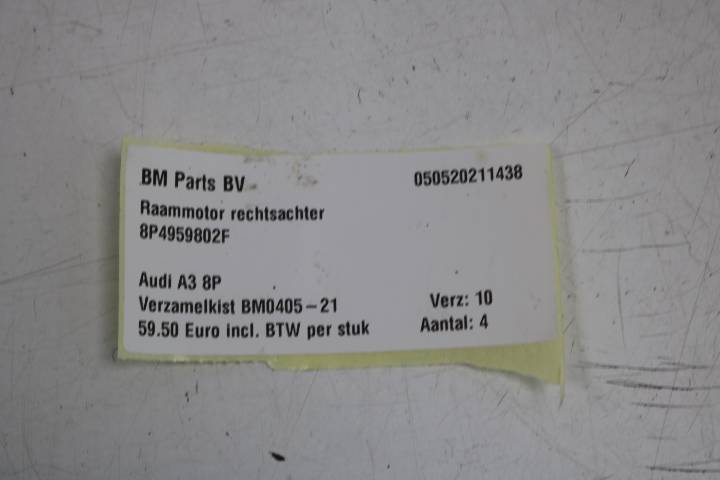 BM Parts BV 050520211438
Raammotor rechtsachter
8P4959802F
Audi A3 8P
Verzamelkist BM0405-21 Verz: 10
59.50 Euro incl. BTW per stuk Aantal: 4